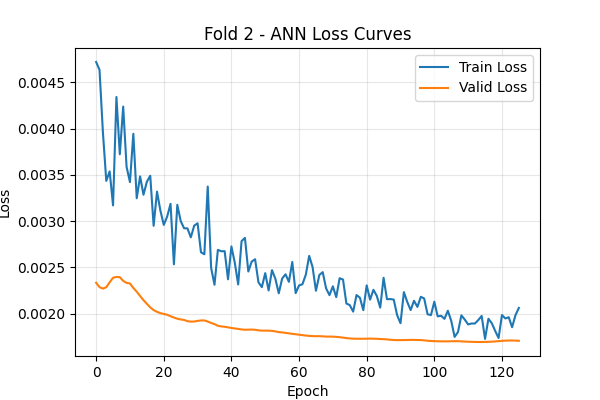 Fold 2 - ANN Loss Curves
Train Loss
Valid Loss
Loss
0.0045
0.0040
0.0035
0.0030
0.0025
0.0020
0 20 40 60 80 100 120
Epoch